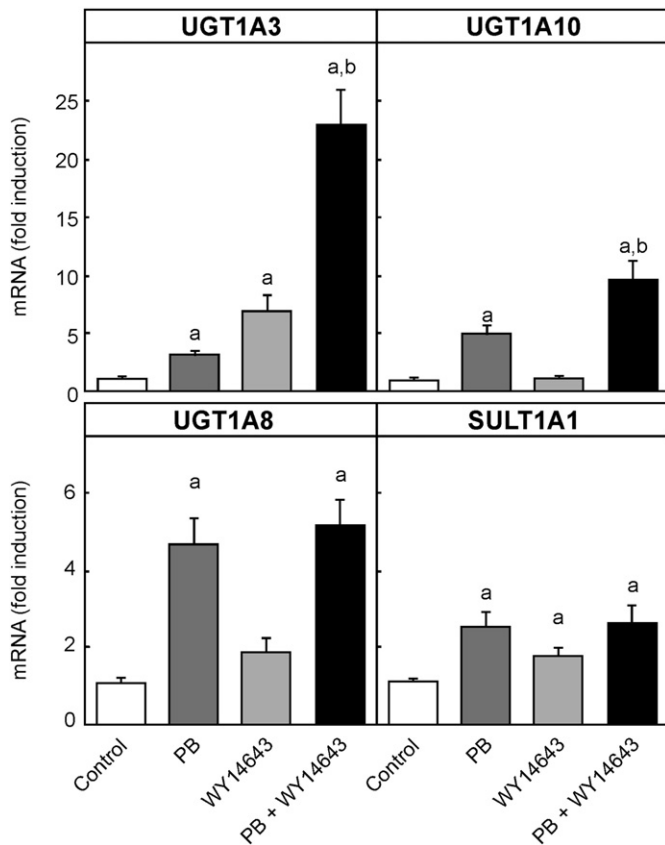 UGT1A3 UGT1A10
mRNA (fold induction)
25
20
15
10
5
0
a
a
a,b
a
a,b
UGT1A8 SULT1A1
mRNA (fold induction)
6
4
2
0
a
a
a
a
a
Control
PB
WY14643
PB + WY14643
Control
PB
WY14643
PB + WY14643